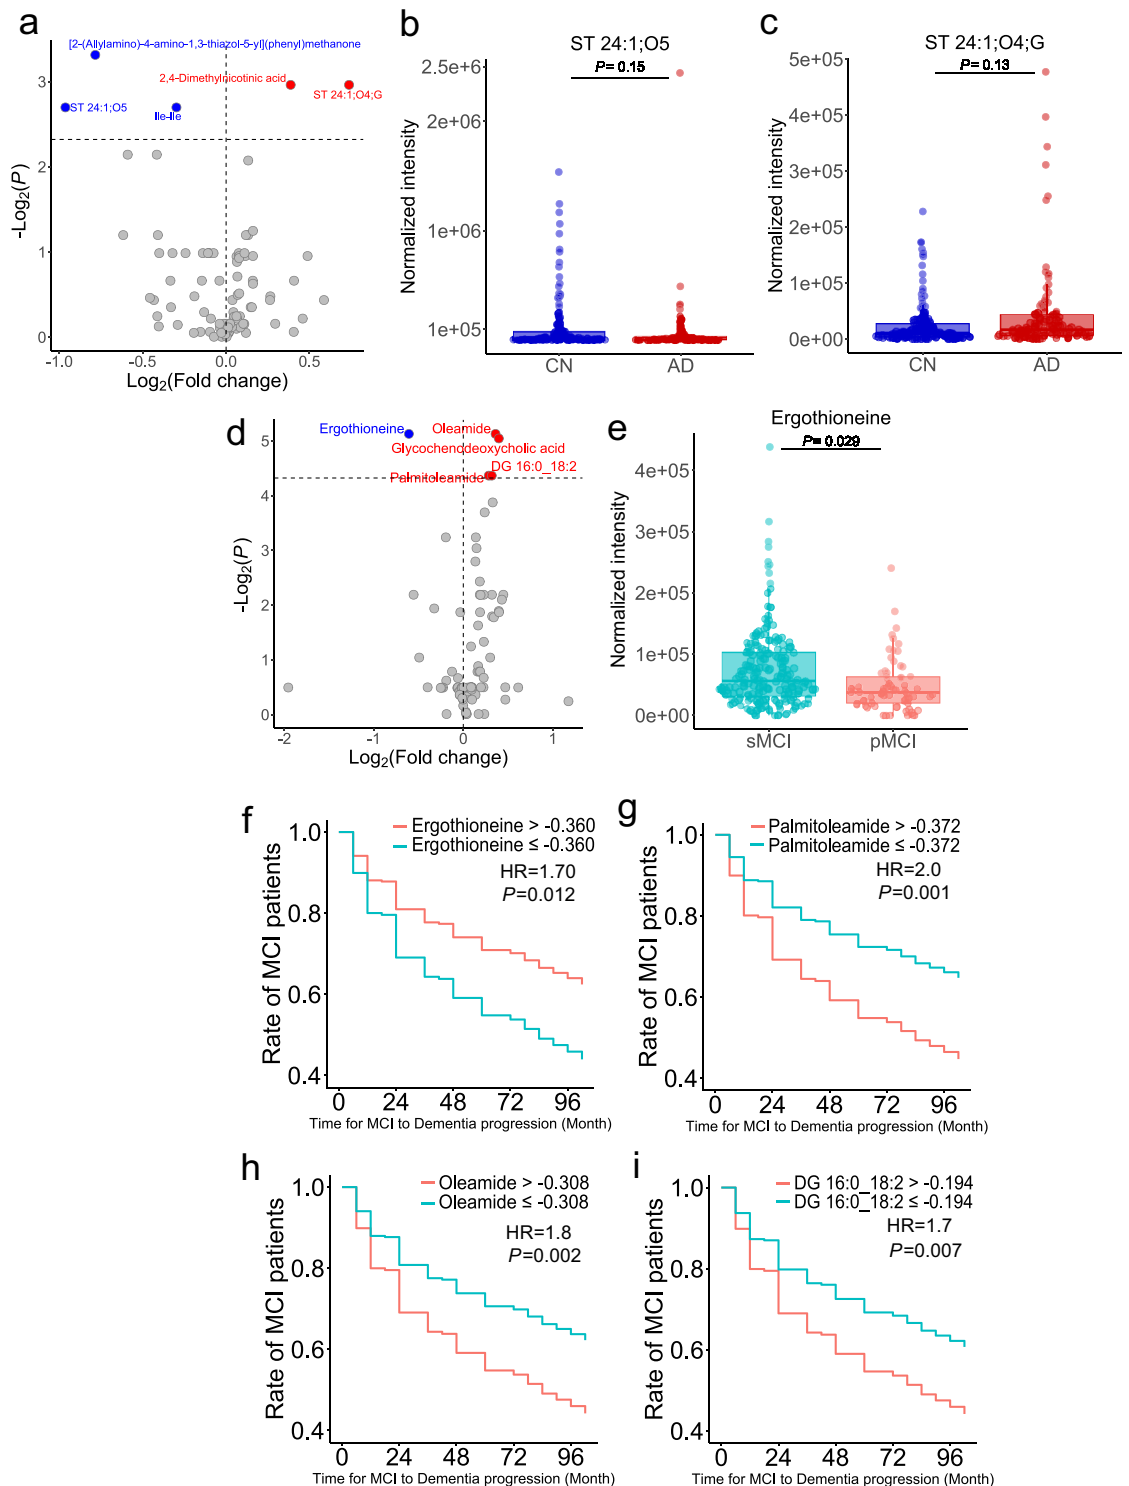 a
[2-(Allylamino)-4-amino-1,3-thiazol-5-yl](phenyl)methanone
2,4-Dimethylnicotinic acid
ST 24:1;O4;G
ST 24:1;O5
Ile-Ile
3
2
1
0
-Log2(P)
-1.0
-0.5
0.0
0.5
Log2(Fold change)
b
ST 24:1;O5
P= 0.15
2.5e+6
2e+06
1e+06
1e+05
Normalized intensity
CN
AD
c
ST 24:1;O4;G
P= 0.13
5e+05
4e+05
3e+05
2e+05
1e+05
0e+00
Normalized intensity
CN
AD
d
Ergothioneine
Oleamide
Glycochenodeoxycholic acid
DG 16:0_18:2
Palmitoleamide
5
4
3
2
1
0
-Log2(P)
-2
-1
0
1
Log2(Fold change)
e
Ergothioneine
P= 0.029
4e+05
3e+05
2e+05
1e+05
0e+00
Normalized intensity
sMCI
pMCI
f
Ergothioneine > -0.360
Ergothioneine ≤ -0.360
HR=1.70
P=0.012
1.0
0.8
0.6
0.4
Rate of MCI patients
0
24
48
72
96
Time for MCI to Dementia progression (Month)
g
Palmitoleamide > -0.372
Palmitoleamide ≤ -0.372
HR=2.0
P=0.001
1.0
0.8
0.6
0.4
Rate of MCI patients
0
24
48
72
96
Time for MCI to Dementia progression (Month)
h
Oleamide > -0.308
Oleamide ≤ -0.308
HR=1.8
P=0.002
1.0
0.8
0.6
0.4
Rate of MCI patients
0
24
48
72
96
Time for MCI to Dementia progression (Month)
i
DG 16:0_18:2 > -0.194
DG 16:0_18:2 ≤ -0.194
HR=1.7
P=0.007
1.0
0.8
0.6
0.4
Rate of MCI patients
0
24
48
72
96
Time for MCI to Dementia progression (Month)